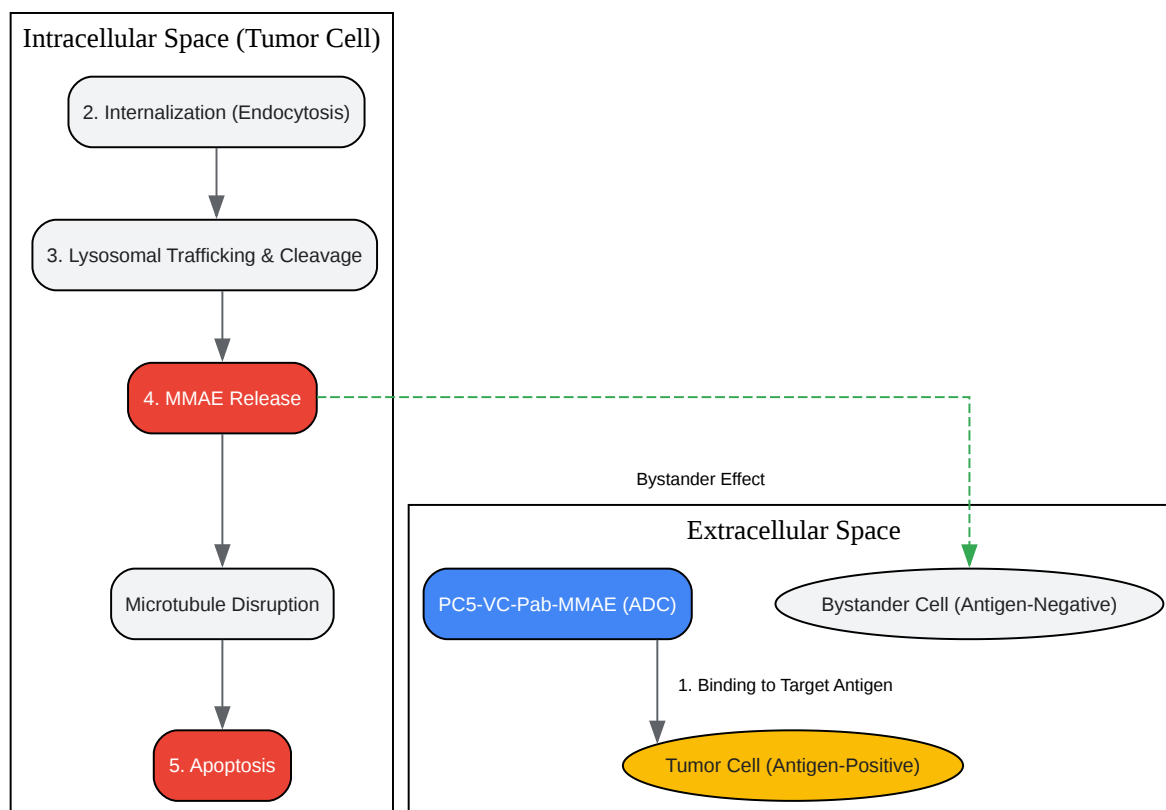 Intracellular Space (Tumor Cell)
2. Internalization (Endocytosis)
3. Lysosomal Trafficking & Cleavage
4. MMAE Release
Microtubule Disruption
5. Apoptosis
Bystander Effect
Extracellular Space
PC5-VC-Pab-MMAE (ADC)
Bystander Cell (Antigen-Negative)
1. Binding to Target Antigen
Tumor Cell (Antigen-Positive)